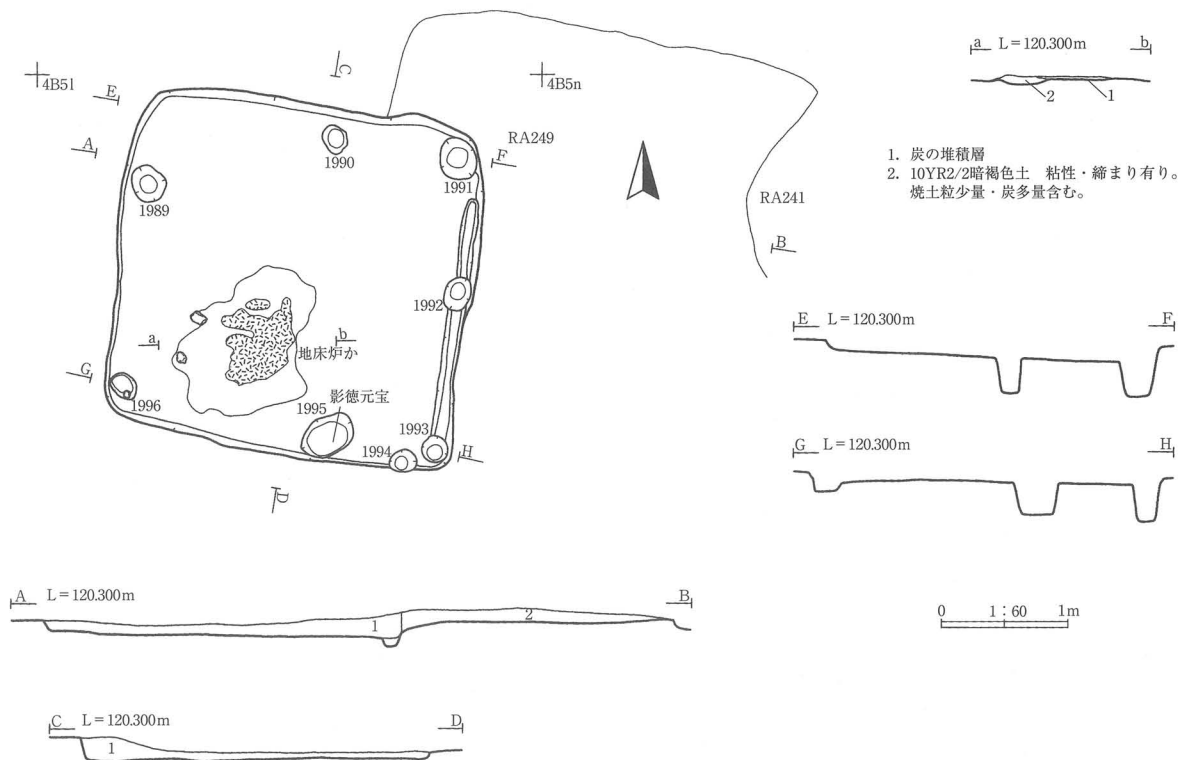 4B5l
4B5n
C
E
A
RA249
F
1990
1991
1989
RA241
B
1992
a
b
地床炉か
G
1996
影徳元宝
1995
1993
1994
H
D
a L=120.300m b
2
1
1. 炭の堆積層
2. 10YR2/2暗褐色土 粘性・締まり有り。
焼土粒少量・炭多量含む。
E L=120.300m F
G L=120.300m H
A L=120.300m B
1
2
C L=120.300m D
1
0 1:60 1m